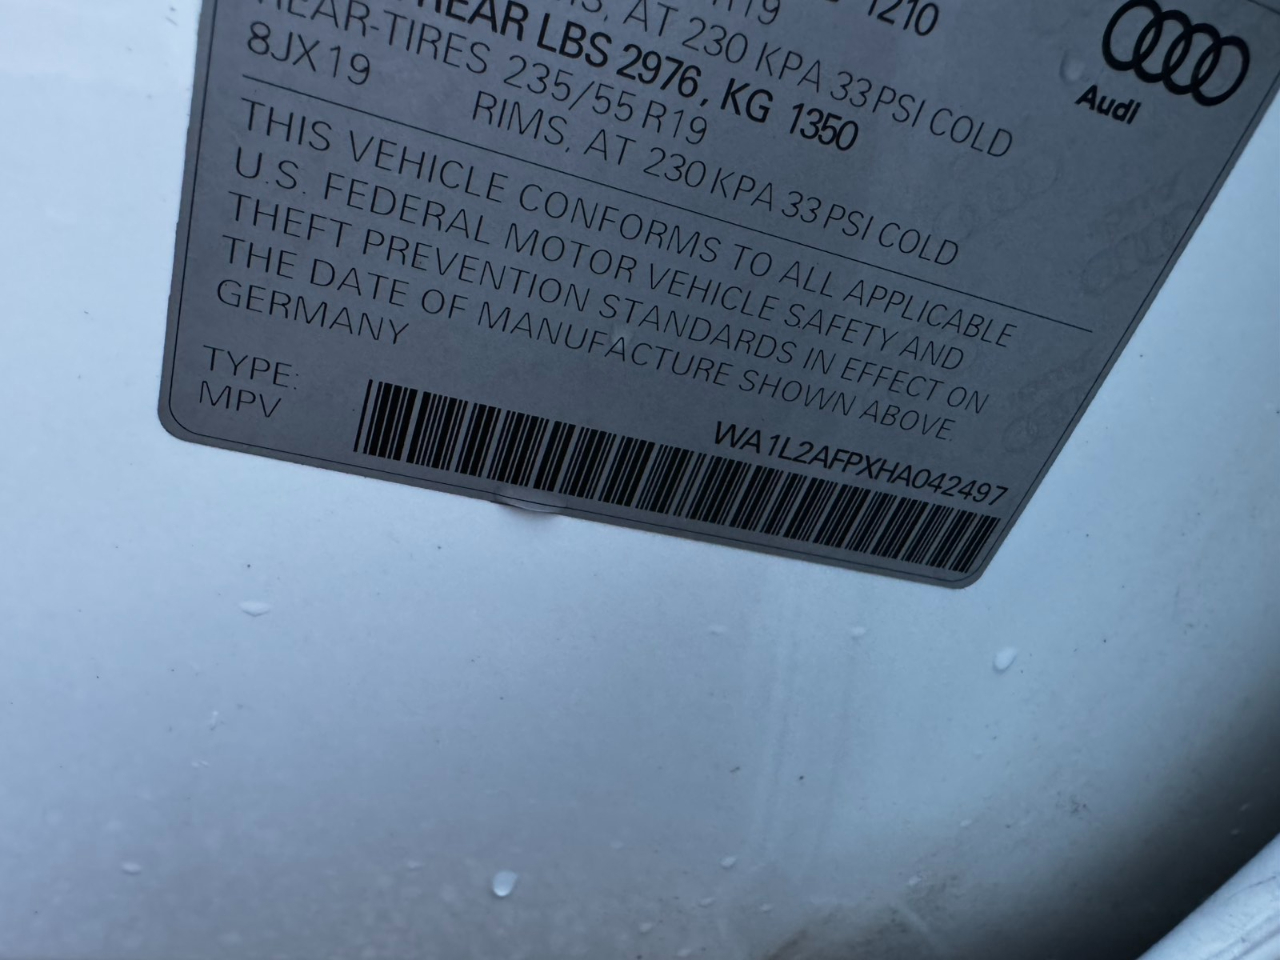 1210
R19
AT 230 KPA 33 PSI COLD
REAR LBS 2976, KG 1350
REAR-TIRES 235/55 R19
8JX19 RIMS, AT 230 KPA 33 PSI COLD
THIS VEHICLE CONFORMS TO ALL APPLICABLE
U.S. FEDERAL MOTOR VEHICLE SAFETY AND
THEFT PREVENTION STANDARDS IN EFFECT ON
THE DATE OF MANUFACTURE SHOWN ABOVE.
GERMANY
TYPE:
MPV
WA1L2AFPXHA042497
Audi